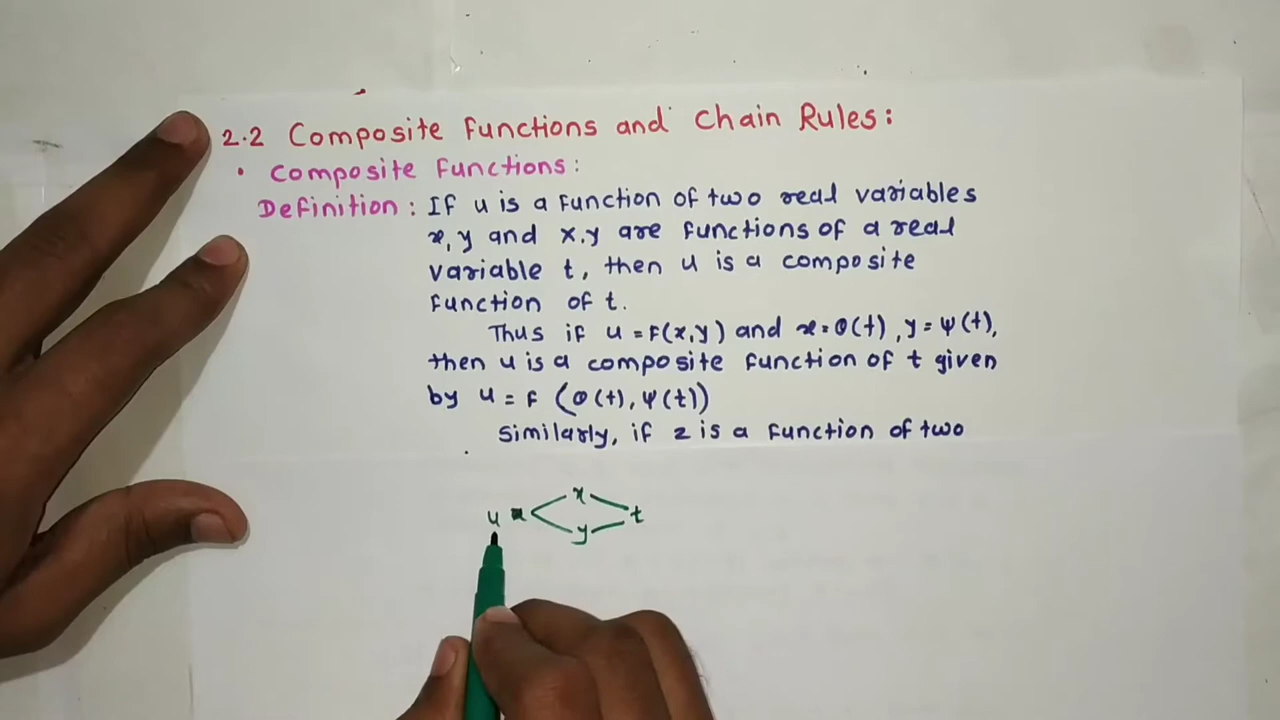 2.2 Composite Functions and Chain Rules:
• Composite Functions:
Definition: If u is a function of two real variables
x, y and x, y are functions of a real
variable t, then u is a composite
function of t.
Thus if u = F(x, y) and x = Ø(t), y = Ψ(t),
then u is a composite function of t given
by u = F (Ø(t), Ψ(t))
Similarly, if z is a function of two
x
u t
y